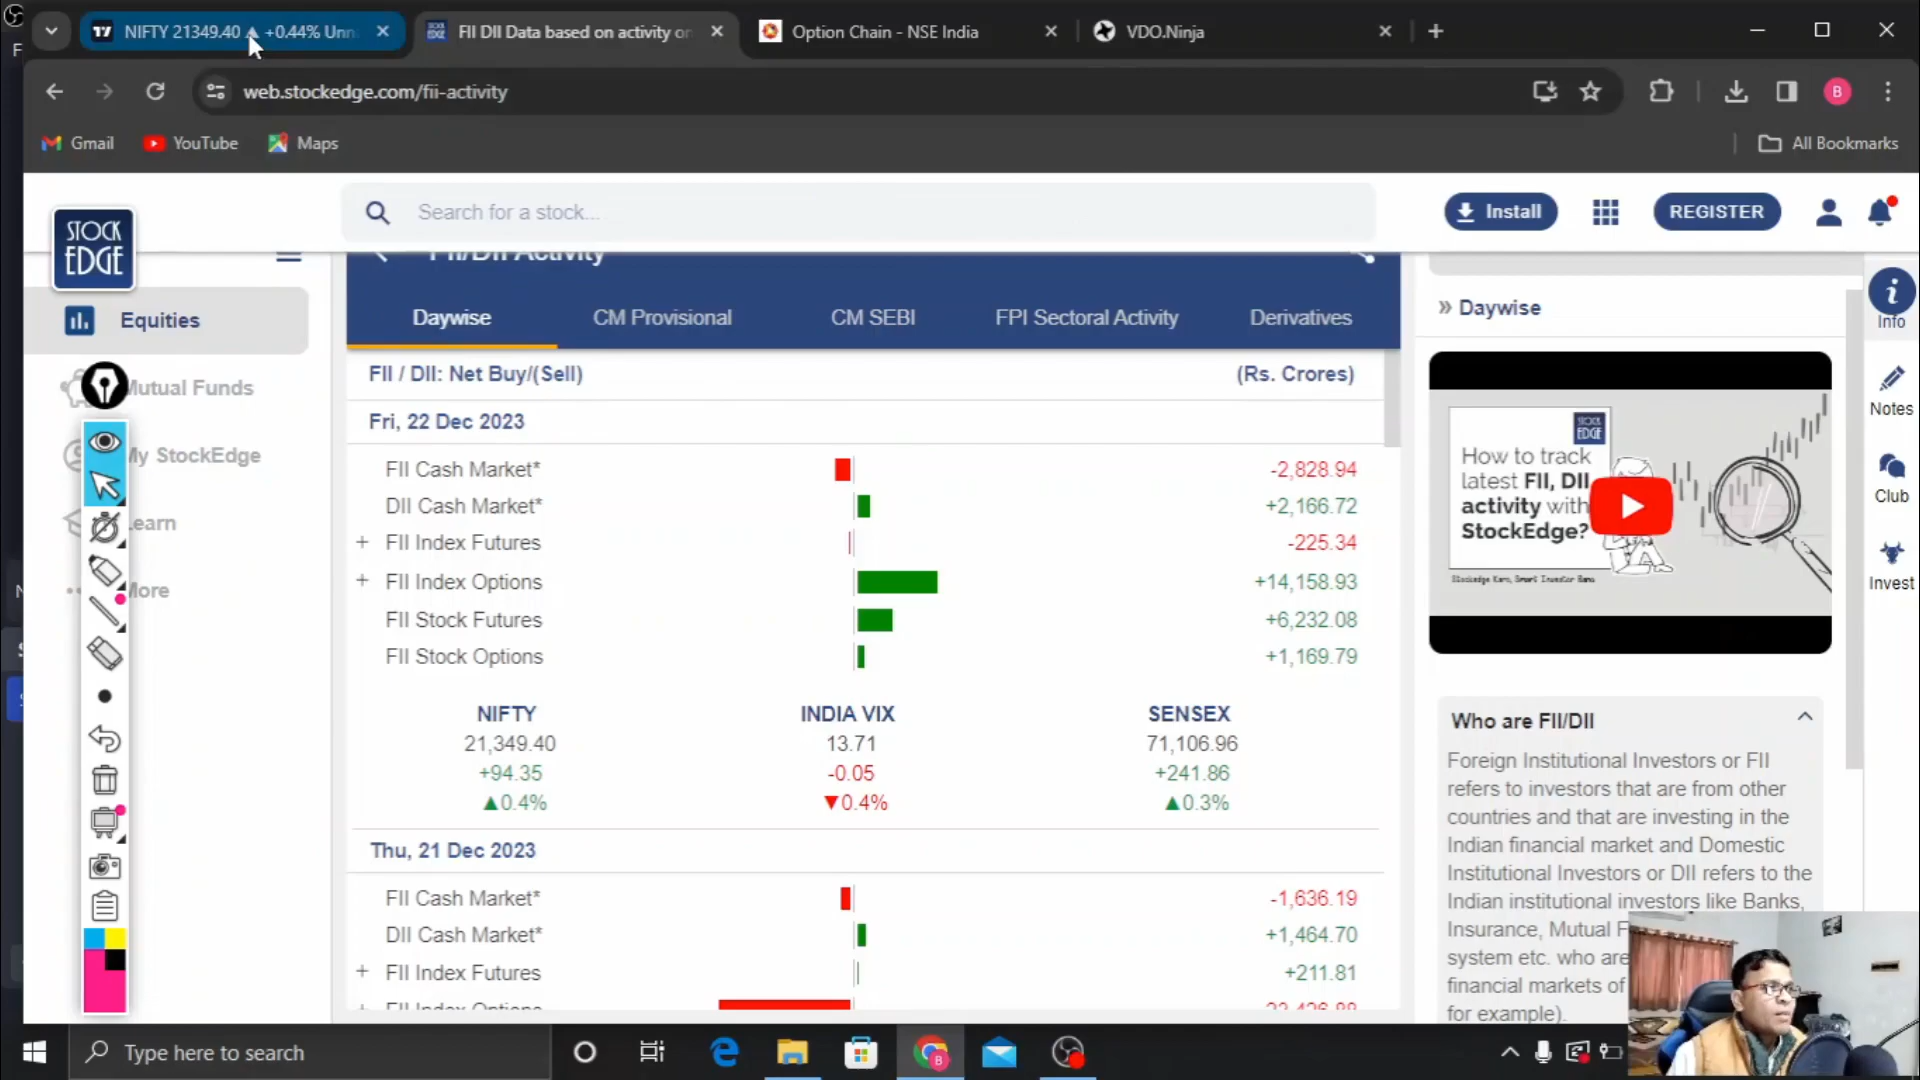 NIFTY 21349.40 ▲ +0.44% Unn
FII DII Data based on activity or
Option Chain - NSE India
VDO.Ninja
web.stockedge.com/fii-activity
B
Gmail
YouTube
Maps
All Bookmarks
STOCK
EDGE
Search for a stock...
Install
REGISTER
Equities
Mutual Funds
My StockEdge
Learn
More
FII/DII Activity
Daywise
CM Provisional
CM SEBI
FPI Sectoral Activity
Derivatives
FII / DII: Net Buy/(Sell)
(Rs. Crores)
Fri, 22 Dec 2023
FII Cash Market* -2,828.94
DII Cash Market* +2,166.72
+ FII Index Futures -225.34
+ FII Index Options +14,158.93
FII Stock Futures +6,232.08
FII Stock Options +1,169.79
NIFTY INDIA VIX SENSEX
21,349.40 13.71 71,106.96
+94.35 -0.05 +241.86
▲0.4% ▼0.4% ▲0.3%
Thu, 21 Dec 2023
FII Cash Market* -1,636.19
DII Cash Market* +1,464.70
+ FII Index Futures +211.81
FII Index Options
» Daywise
STOCK
EDGE
How to track
latest FII, DII
activity with
StockEdge?
Who are FII/DII
Foreign Institutional Investors or FII
refers to investors that are from other
countries and that are investing in the
Indian financial market and Domestic
Institutional Investors or DII refers to the
Indian institutional investors like Banks,
Insurance, Mutual F
system etc. who are
financial markets of
for example).
Info
Notes
Club
Invest
Type here to search